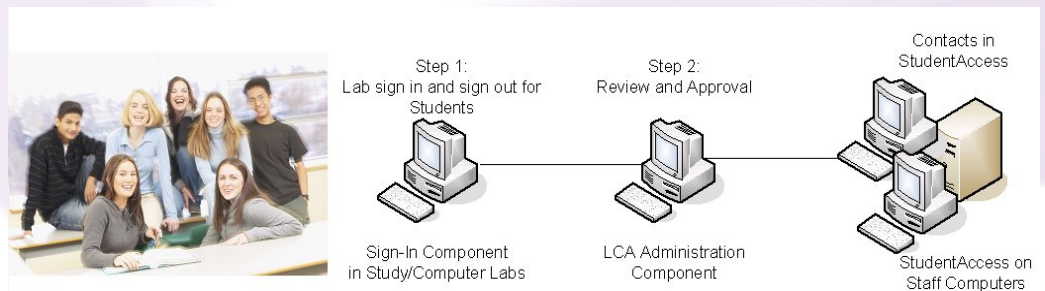 Step 1:
Lab sign in and sign out for
Students
Sign-In Component
in Study/Computer Labs
Step 2:
Review and Approval
LCA Administration
Component
Contacts in
StudentAccess
StudentAccess on
Staff Computers